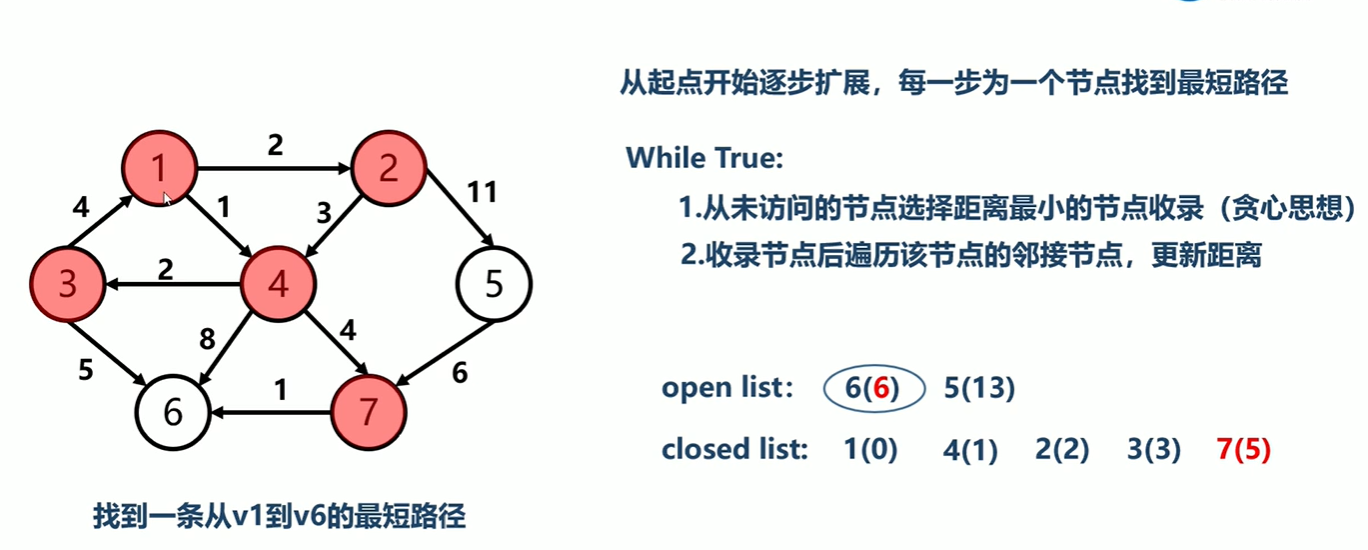 从起点开始逐步扩展，每一步为一个节点找到最短路径
While True:
1.从未访问的节点选择距离最小的节点收录（贪心思想）
2.收录节点后遍历该节点的邻接节点，更新距离
1
2
3
4
5
6
7
2
4
1
3
11
2
8
4
5
6
1
open list: 6(6) 5(13)
closed list: 1(0) 4(1) 2(2) 3(3) 7(5)
找到一条从v1到v6的最短路径